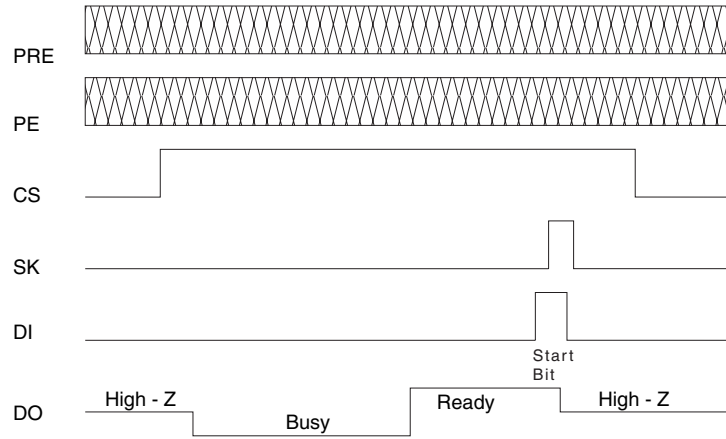 PRE
PE
CS
SK
DI
Start
Bit
DO
High - Z
Busy
Ready
High - Z